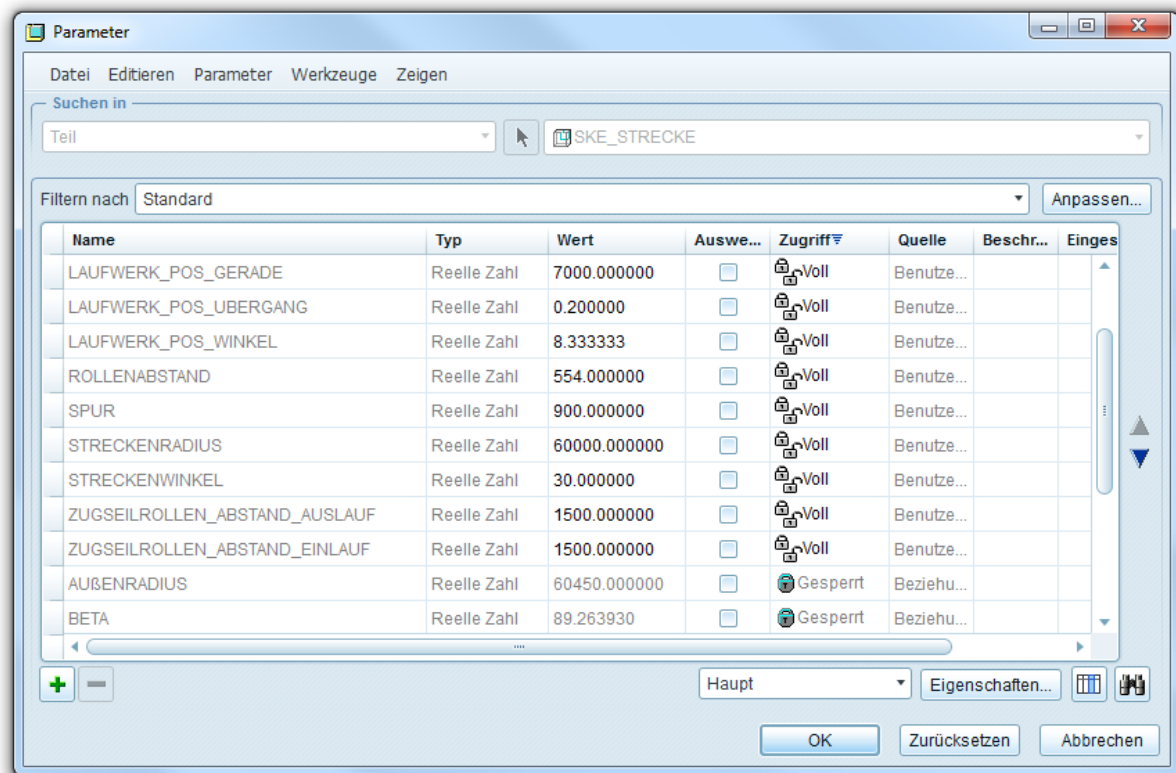 Parameter
Datei Editieren Parameter Werkzeuge Zeigen
Suchen in
Teil SKE_STRECKE
Filtern nach Standard Anpassen...
Name Typ Wert Auswe... Zugriff Quelle Beschr... Einges
LAUFWERK_POS_GERADE Reelle Zahl 7000.000000 Voll Benutze...
LAUFWERK_POS_UBERGANG Reelle Zahl 0.200000 Voll Benutze...
LAUFWERK_POS_WINKEL Reelle Zahl 8.333333 Voll Benutze...
ROLLENABSTAND Reelle Zahl 554.000000 Voll Benutze...
SPUR Reelle Zahl 900.000000 Voll Benutze...
STRECKENRADIUS Reelle Zahl 60000.000000 Voll Benutze...
STRECKENWINKEL Reelle Zahl 30.000000 Voll Benutze...
ZUGSEILROLLEN_ABSTAND_AUSLAUF Reelle Zahl 1500.000000 Voll Benutze...
ZUGSEILROLLEN_ABSTAND_EINLAUF Reelle Zahl 1500.000000 Voll Benutze...
AUßENRADIUS Reelle Zahl 60450.000000 Gesperrt Beziehu...
BETA Reelle Zahl 89.263930 Gesperrt Beziehu...
Haupt Eigenschaften...
OK Zurücksetzen Abbrechen